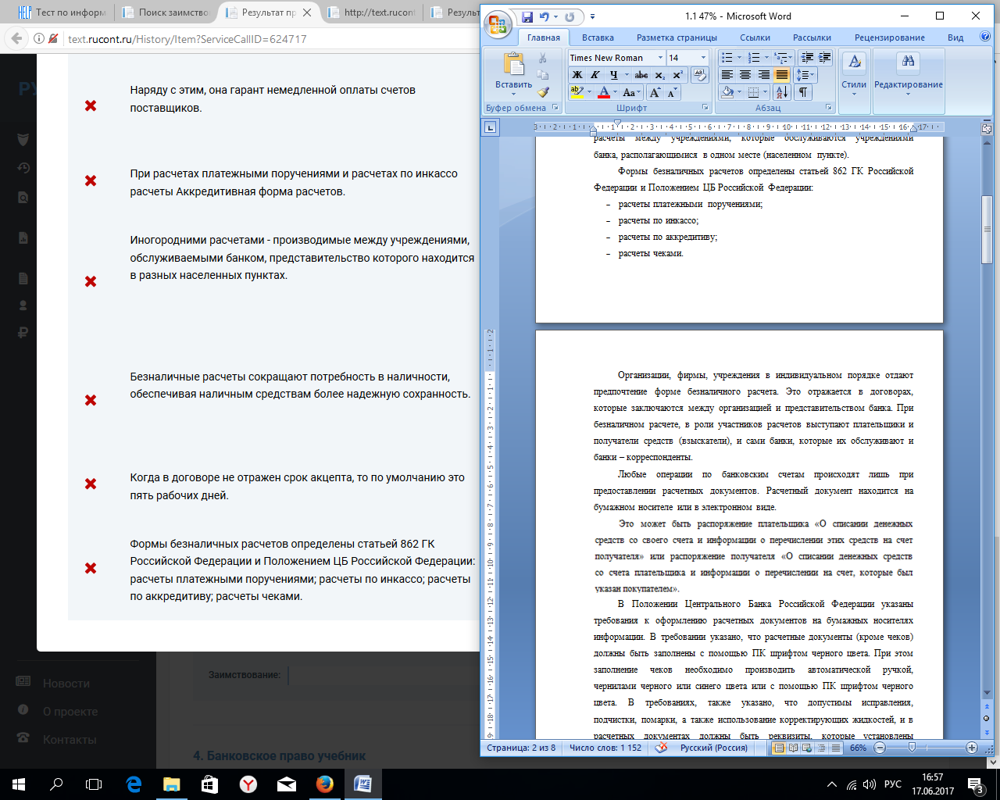 Тест по информ
Поиск заимство
Результат пр
http://text.rucont
Результ
text.rucont.ru/History/Item?ServiceCallID=624717
Наряду с этим, она гарант немедленной оплаты счетов
поставщиков.
При расчетах платежными поручениями и расчетах по инкассо
расчеты Аккредитивная форма расчетов.
Иногородними расчетами - производимые между учреждениями,
обслуживаемыми банком, представительство которого находится
в разных населенных пунктах.
Безналичные расчеты сокращают потребность в наличности,
обеспечивая наличным средствам более надежную сохранность.
Когда в договоре не отражен срок акцепта, то по умолчанию это
пять рабочих дней.
Формы безналичных расчетов определены статьей 862 ГК
Российской Федерации и Положением ЦБ Российской Федерации:
расчеты платежными поручениями; расчеты по инкассо; расчеты
по аккредитиву; расчеты чеками.
Заимствование:
Новости
О проекте
Контакты
4. Банковское право учебник
1.1 47% - Microsoft Word
Главная Вставка Разметка страницы Ссылки Рассылки Рецензирование Вид
Вставить
Times New Roman 14
Стили
Редактирование
Буфер обмена Шрифт Абзац
расчеты между учреждениями, которые обслуживаются учреждениями
банка, располагающимися в одном месте (населенном пункте).
Формы безналичных расчетов определены статьей 862 ГК Российской
Федерации и Положением ЦБ Российской Федерации:
– расчеты платежными поручениями;
– расчеты по инкассо;
– расчеты по аккредитиву;
– расчеты чеками.
Организации, фирмы, учреждения в индивидуальном порядке отдают
предпочтение форме безналичного расчета. Это отражается в договорах,
которые заключаются между организацией и представительством банка. При
безналичном расчете, в роли участников расчетов выступают плательщики и
получатели средств (взыскатели), и сами банки, которые их обслуживают и
банки – корреспонденты.
Любые операции по банковским счетам происходят лишь при
предоставлении расчетных документов. Расчетный документ находится на
бумажном носителе или в электронном виде.
Это может быть распоряжение плательщика «О списании денежных
средств со своего счета и информации о перечислении этих средств на счет
получателя» или распоряжение получателя «О списании денежных средств
со счета плательщика и информации о перечислении на счет, которые был
указан покупателем».
В Положении Центрального Банка Российской Федерации указаны
требования к оформлению расчетных документов на бумажных носителях
информации. В требовании указано, что расчетные документы (кроме чеков)
должны быть заполнены с помощью ПК шрифтом черного цвета. При этом
заполнение чеков необходимо производить автоматической ручкой,
чернилами черного или синего цвета или с помощью ПК шрифтом черного
цвета. В требованиях, также указано, что допустимы исправления,
подчистки, помарки, а также использование корректирующих жидкостей, и в
расчетных документах должны быть реквизиты, которые установлены
Страница: 2 из 8 Число слов: 1 152 Русский (Россия) 66%
РУС
16:57
17.06.2017
3